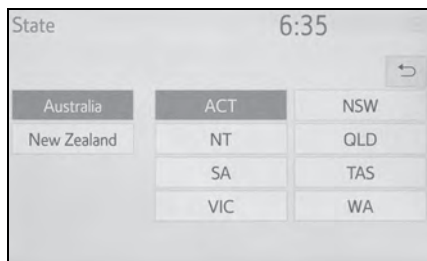 State 6:35
Australia ACT NSW
New Zealand NT QLD
SA TAS
VIC WA